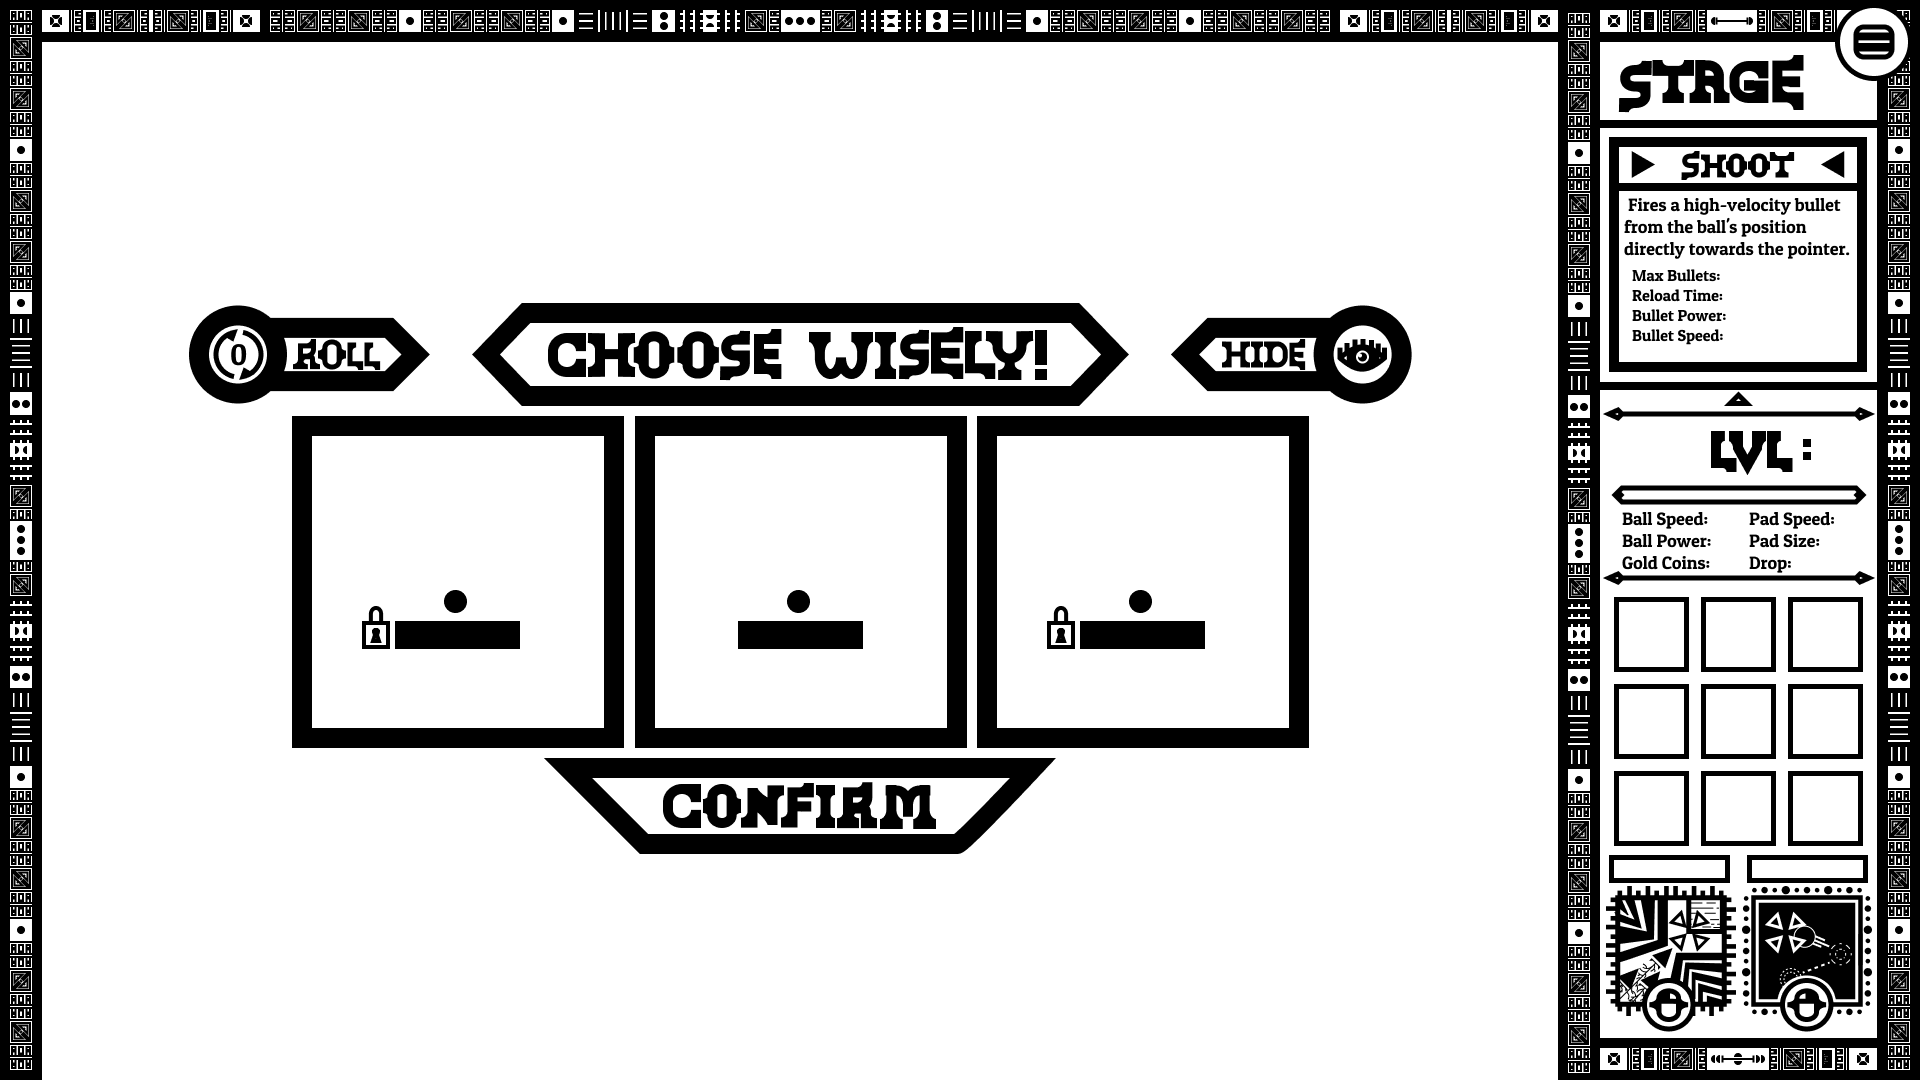 STAGE
SHOOT
Fires a high-velocity bullet
from the ball's position
directly towards the pointer.
Max Bullets:
Reload Time:
Bullet Power:
Bullet Speed:
0 ROLL
CHOOSE WISELY!
HIDE
CONFIRM
LVL:
Ball Speed: Pad Speed:
Ball Power: Pad Size:
Gold Coins: Drop: